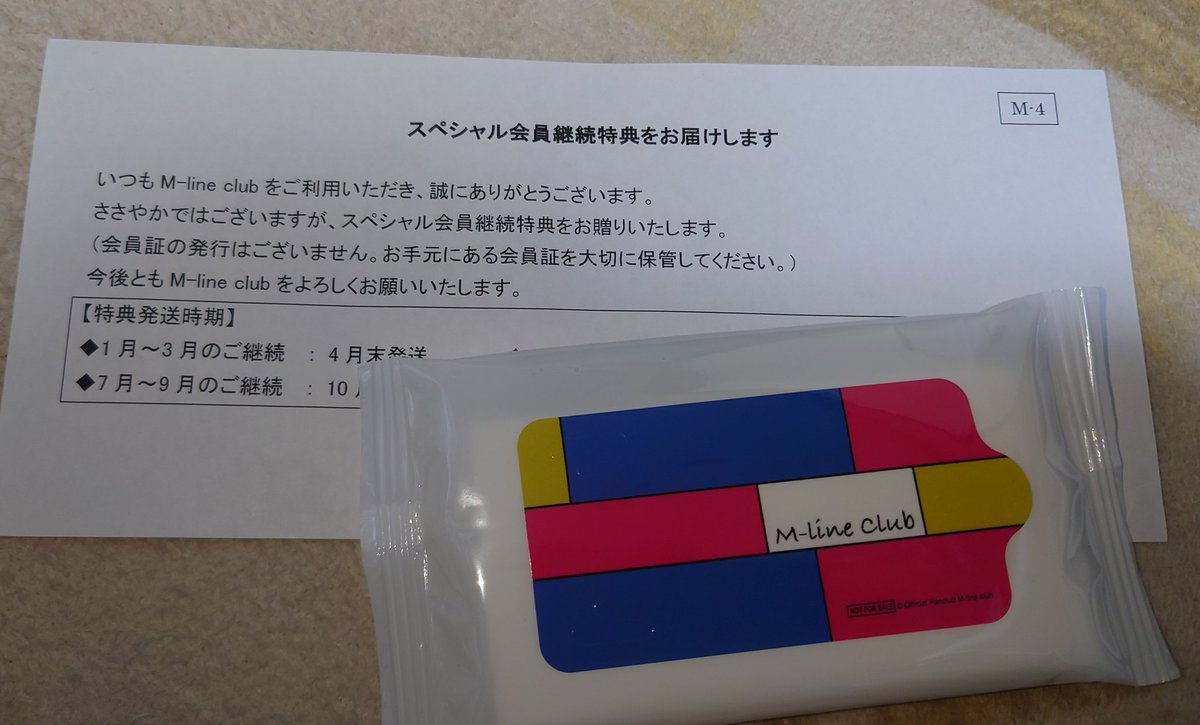 M-4
スペシャル会員継続特典をお届けします
いつも M-line club をご利用いただき、誠にありがとうございます。
ささやかではございますが、スペシャル会員継続特典をお贈りいたします。
（会員証の発行はございません。お手元にある会員証を大切に保管してください。）
今後とも M-line club をよろしくお願いいたします。
【特典発送時期】
◆1月～3月のご継続 ： 4月末発送
◆7月～9月のご継続 ： 10
M-line Club
NOT FOR SALE © Official Fanclub M-line club